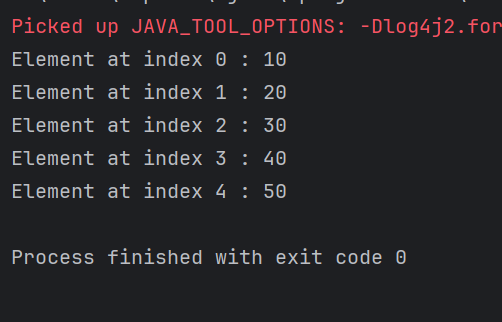 Picked up JAVA_TOOL_OPTIONS: -Dlog4j2.for
Element at index 0 : 10
Element at index 1 : 20
Element at index 2 : 30
Element at index 3 : 40
Element at index 4 : 50
Process finished with exit code 0